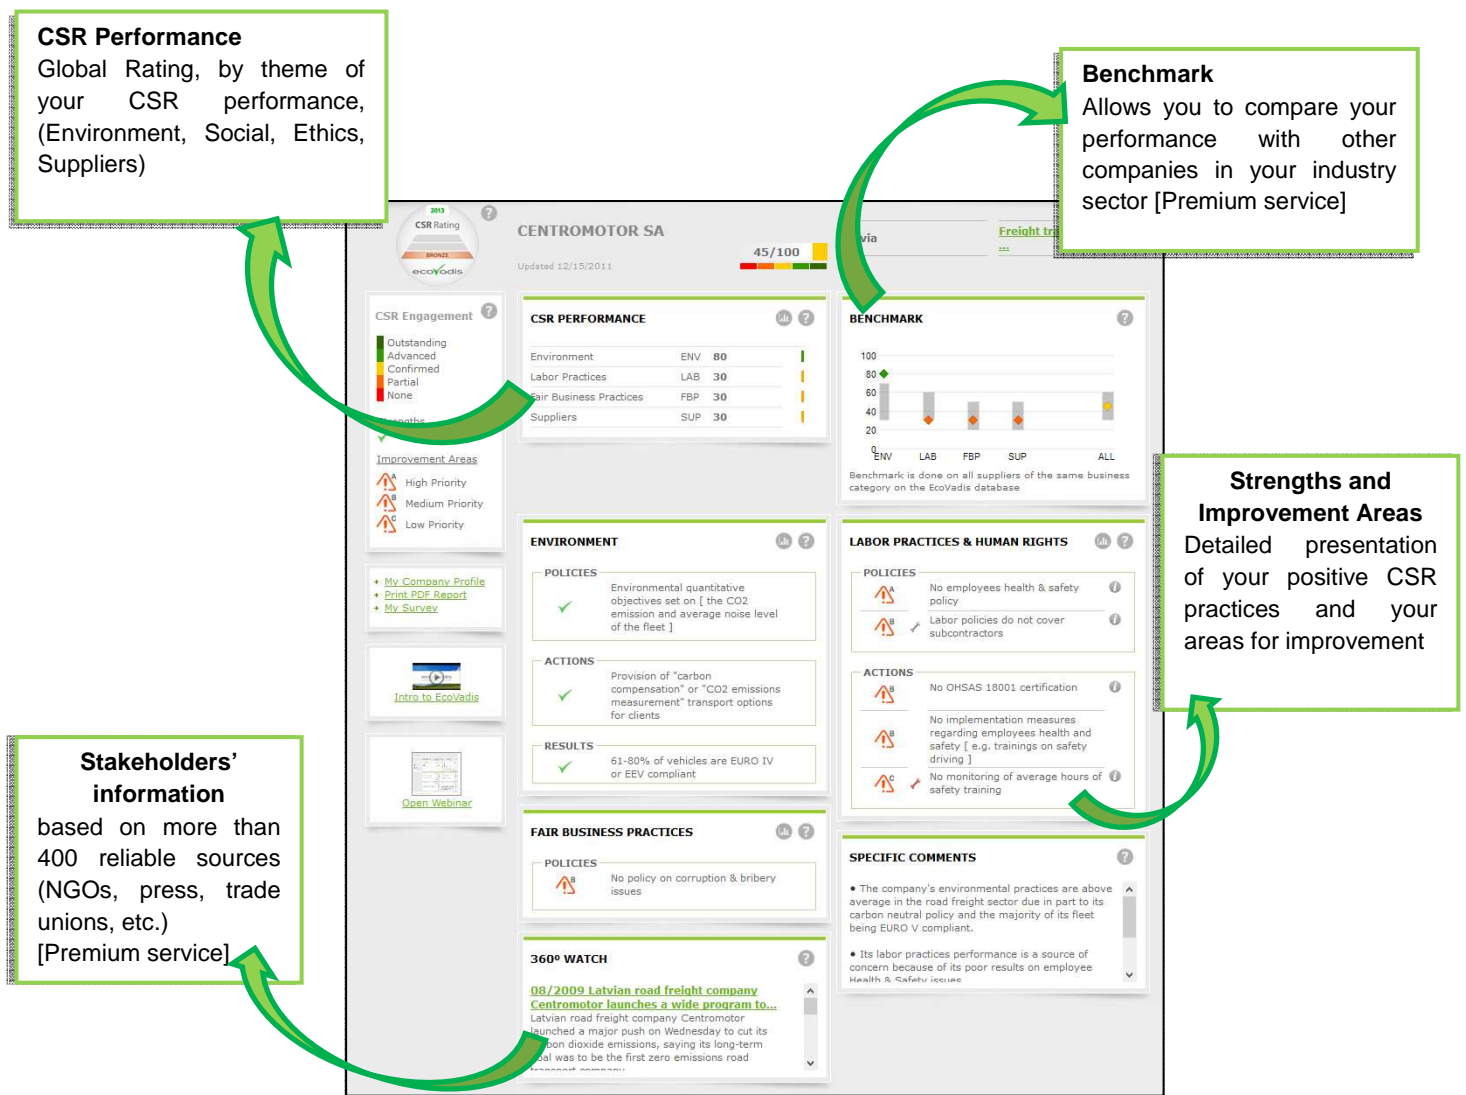 CSR Performance
Global Rating, by theme of
your CSR performance,
(Environment, Social, Ethics,
Suppliers)
Benchmark
Allows you to compare your
performance with other
companies in your industry
sector [Premium service]
2013
CSR Rating
BRONZE
ecovadis
CENTROMOTOR SA
Updated 12/15/2011
45/100
via
Freight tr
...
CSR Engagement
Outstanding
Advanced
Confirmed
Partial
None
Improvement Areas
A High Priority
B Medium Priority
C Low Priority
CSR PERFORMANCE
Environment ENV 80
Labor Practices LAB 30
Fair Business Practices FBP 30
Suppliers SUP 30
BENCHMARK
100
80
60
40
20
0
ENV LAB FBP SUP ALL
Benchmark is done on all suppliers of the same business
category on the EcoVadis database
Strengths and
Improvement Areas
Detailed presentation
of your positive CSR
practices and your
areas for improvement
+ My Company Profile
+ Print PDF Report
+ My Survey
Intro to EcoVadis
Open Webinar
ENVIRONMENT
POLICIES
Environmental quantitative
objectives set on [ the CO2
emission and average noise level
of the fleet ]
ACTIONS
Provision of "carbon
compensation" or "CO2 emissions
measurement" transport options
for clients
RESULTS
61-80% of vehicles are EURO IV
or EEV compliant
LABOR PRACTICES & HUMAN RIGHTS
POLICIES
A No employees health & safety
policy
B Labor policies do not cover
subcontractors
ACTIONS
B No OHSAS 18001 certification
B No implementation measures
regarding employees health and
safety [ e.g. trainings on safety
driving ]
C No monitoring of average hours of
safety training
Stakeholders'
information
based on more than
400 reliable sources
(NGOs, press, trade
unions, etc.)
[Premium service]
FAIR BUSINESS PRACTICES
POLICIES
B No policy on corruption & bribery
issues
SPECIFIC COMMENTS
• The company's environmental practices are above
average in the road freight sector due in part to its
carbon neutral policy and the majority of its fleet
being EURO V compliant.
• Its labor practices performance is a source of
concern because of its poor results on employee
Health & Safety issues
360º WATCH
08/2009 Latvian road freight company
Centromotor launches a wide program to...
Latvian road freight company Centromotor
launched a major push on Wednesday to cut its
bon dioxide emissions, saying its long-term
oal was to be the first zero emissions road
transport company